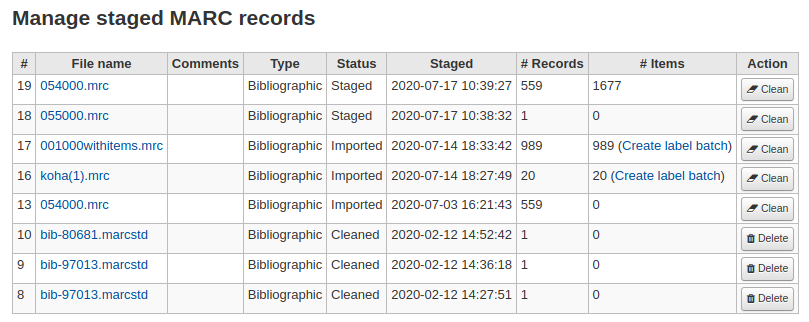 Manage staged MARC records
# File name Comments Type Status Staged # Records # Items Action
19 054000.mrc Bibliographic Staged 2020-07-17 10:39:27 559 1677 Clean
18 055000.mrc Bibliographic Staged 2020-07-17 10:38:32 1 0 Clean
17 001000withitems.mrc Bibliographic Imported 2020-07-14 18:33:42 989 989 (Create label batch) Clean
16 koha(1).mrc Bibliographic Imported 2020-07-14 18:27:49 20 20 (Create label batch) Clean
13 054000.mrc Bibliographic Imported 2020-07-03 16:21:43 559 0 Clean
10 bib-80681.marcstd Bibliographic Cleaned 2020-02-12 14:52:42 1 0 Delete
9 bib-97013.marcstd Bibliographic Cleaned 2020-02-12 14:36:18 1 0 Delete
8 bib-97013.marcstd Bibliographic Cleaned 2020-02-12 14:27:51 1 0 Delete